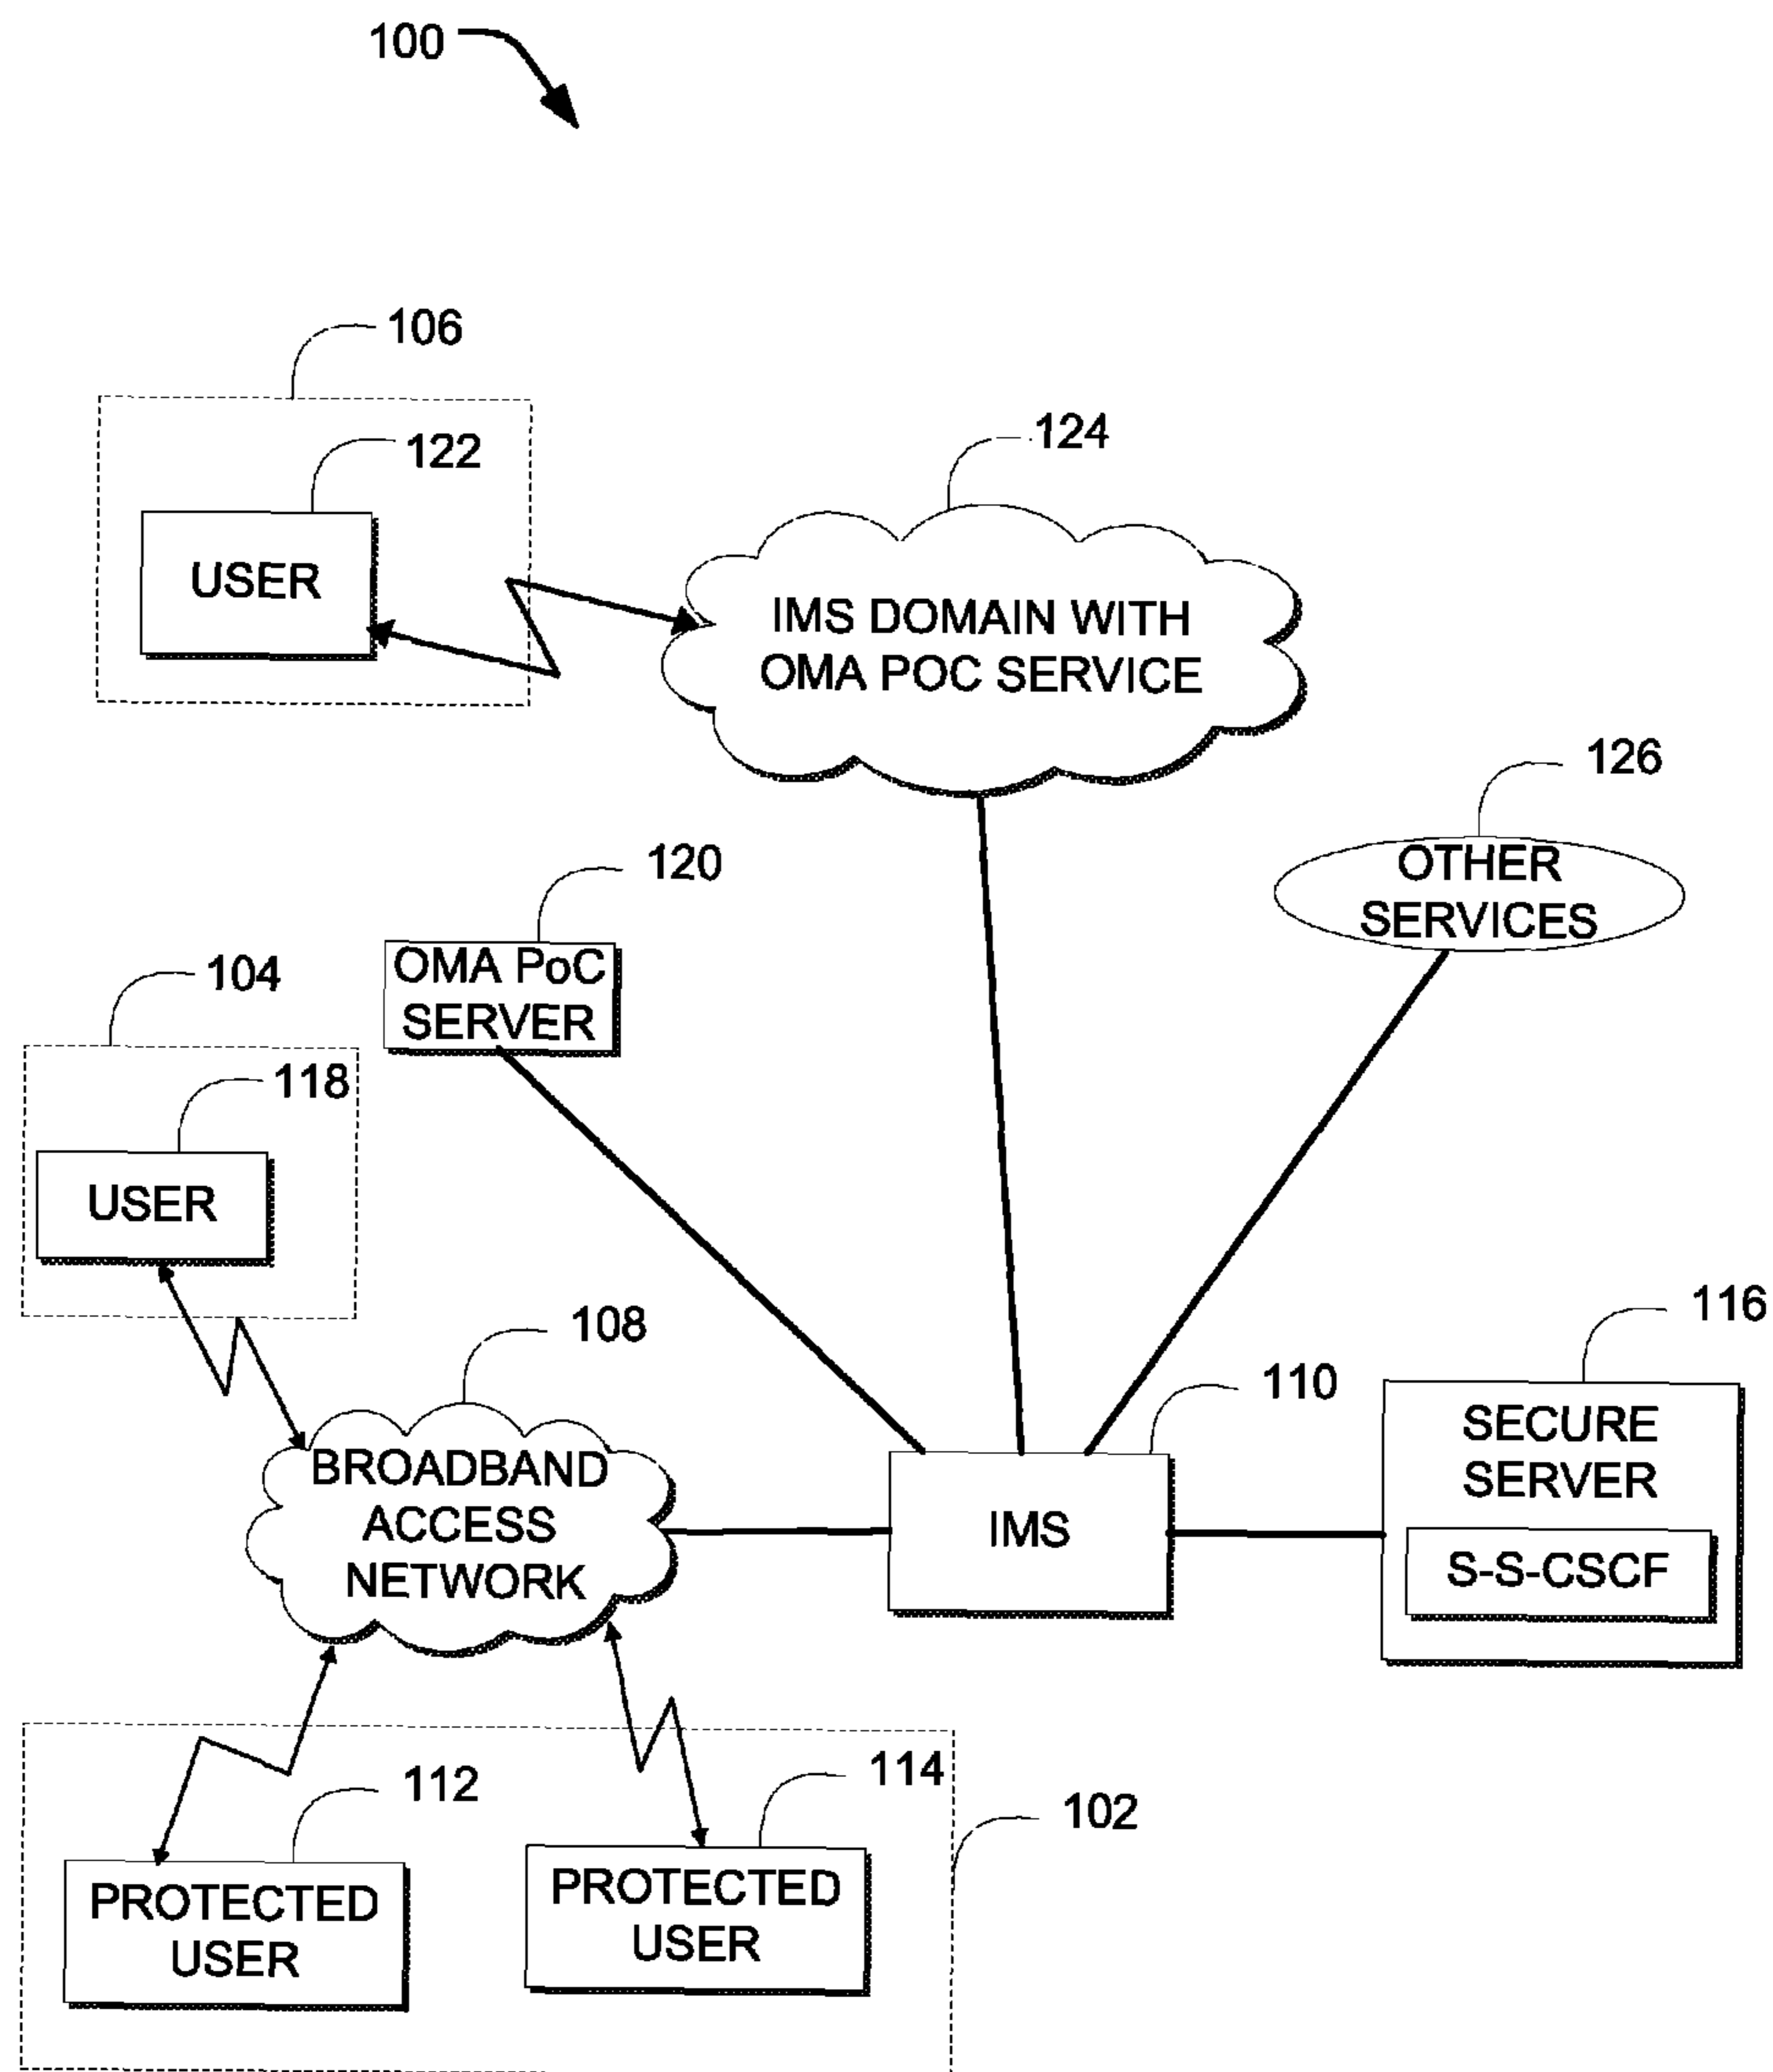 100
106
122
USER
124
IMS DOMAIN WITH
OMA POC SERVICE
126
OTHER
SERVICES
120
OMA PoC
SERVER
104
118
USER
108
BROADBAND
ACCESS
NETWORK
110
IMS
116
SECURE
SERVER
S-S-CSCF
112
PROTECTED
USER
114
PROTECTED
USER
102